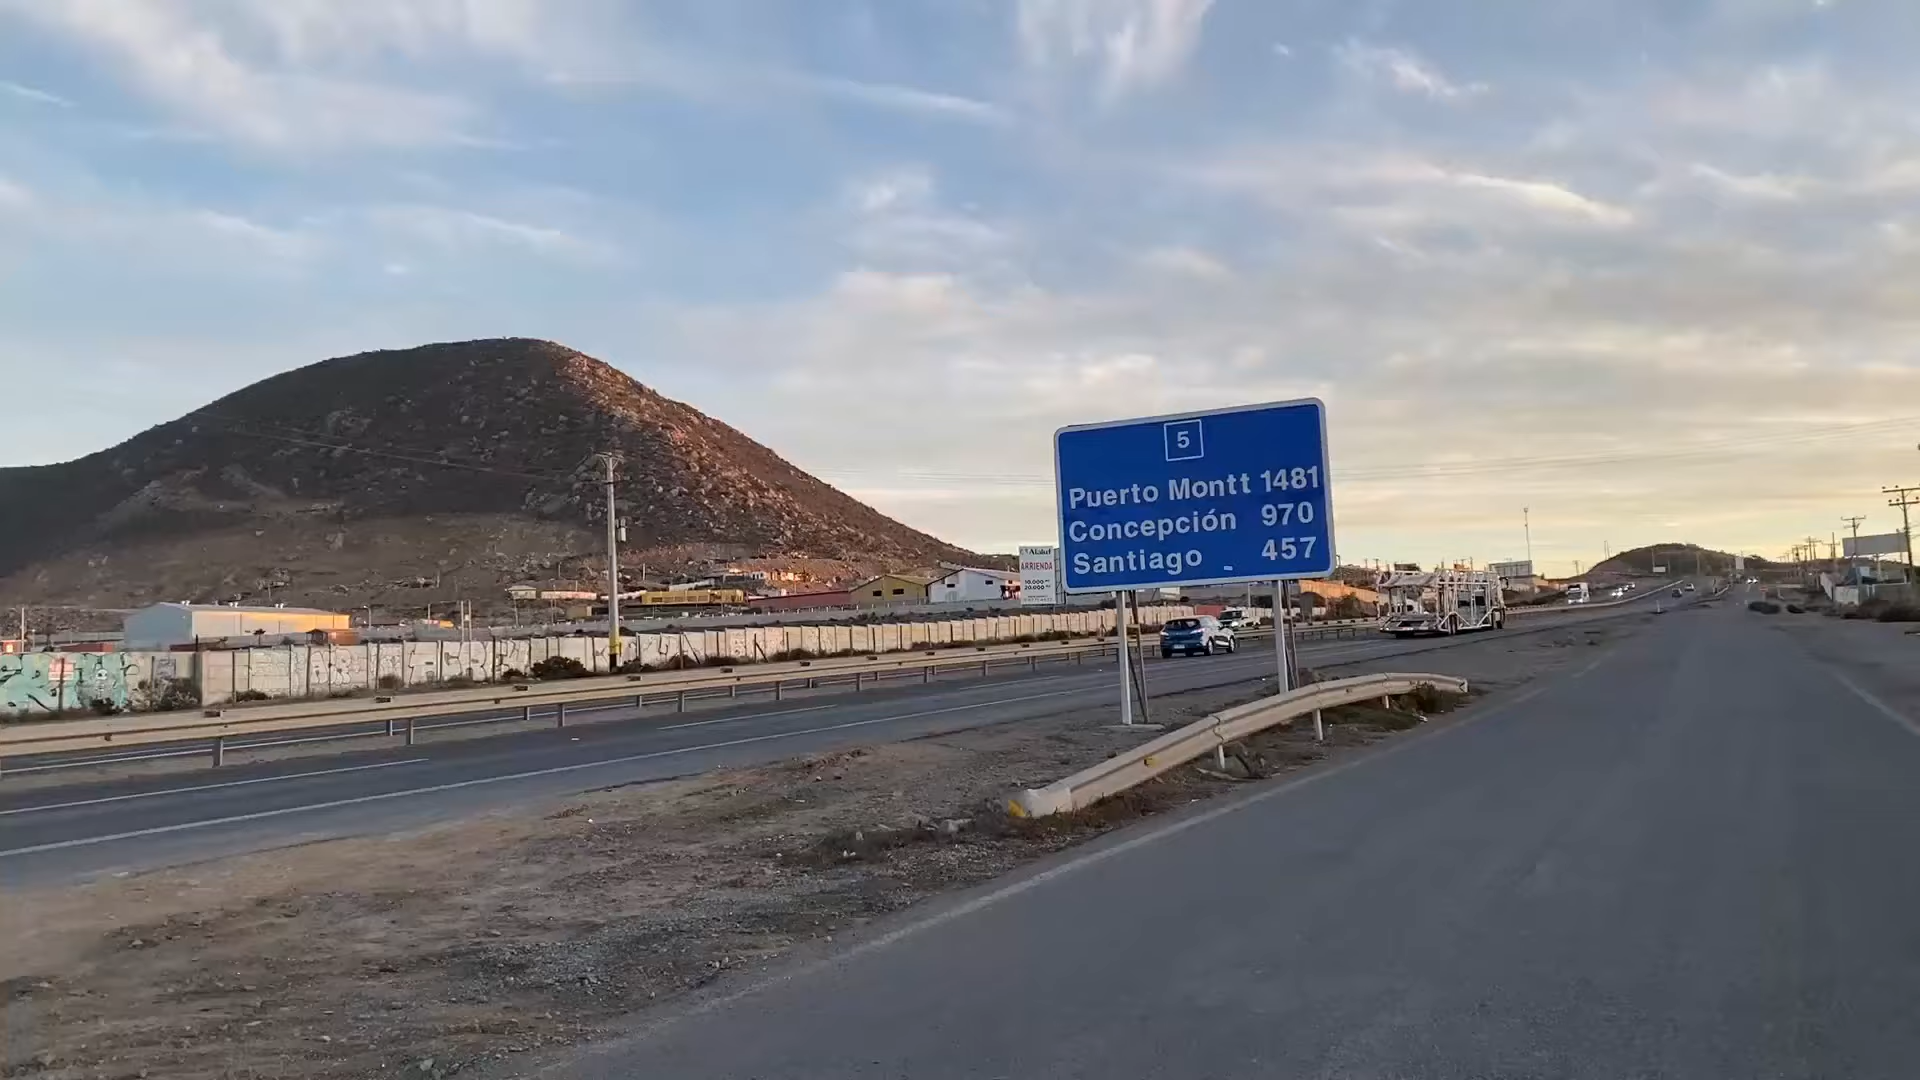 5
Puerto Montt 1481
Concepción 970
Santiago 457
ARRIENDA